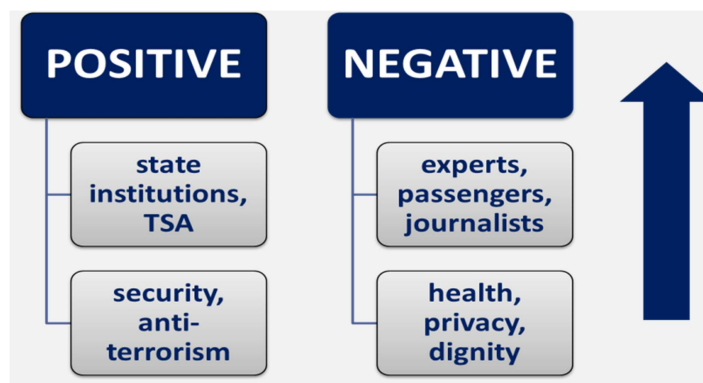 POSITIVE
state
institutions,
TSA
security,
anti-
terrorism
NEGATIVE
experts,
passengers,
journalists
health,
privacy,
dignity